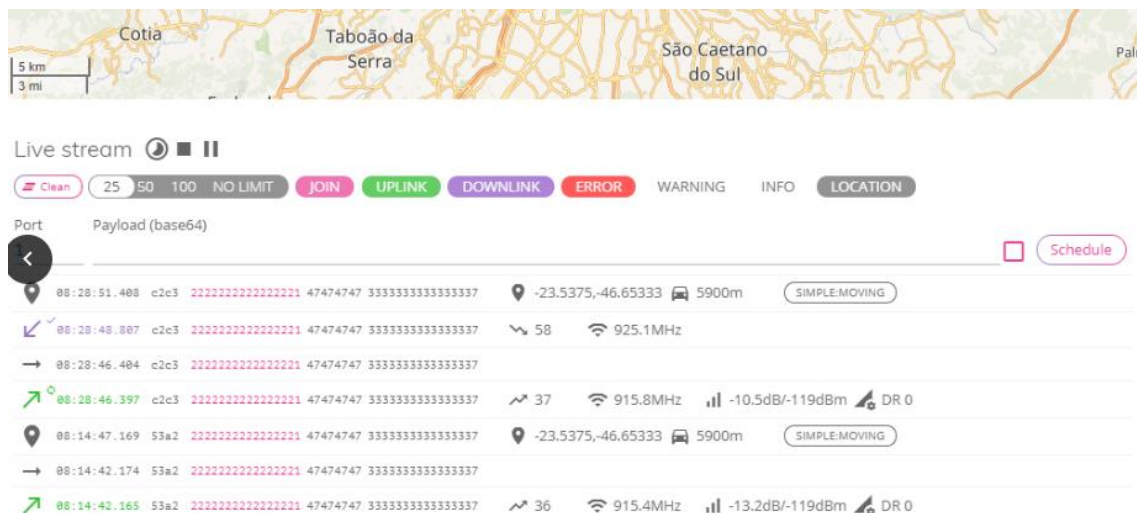 Cotia
Taboão da
Serra
São Caetano
do Sul
5 km
3 mi
Live stream
Clean 25 50 100 NO LIMIT JOIN UPLINK DOWNLINK ERROR WARNING INFO LOCATION
Port Payload (base64)
Schedule
08:28:51.408 c2c3 2222222222222221 47474747 3333333333333337 -23.5375,-46.65333 5900m SIMPLE:MOVING
08:28:48.807 c2c3 2222222222222221 47474747 3333333333333337 58 925.1MHz
08:28:46.404 c2c3 2222222222222221 47474747 3333333333333337
08:28:46.397 c2c3 2222222222222221 47474747 3333333333333337 37 915.8MHz -10.5dB/-119dBm DR 0
08:14:47.169 53a2 2222222222222221 47474747 3333333333333337 -23.5375,-46.65333 5900m SIMPLE:MOVING
08:14:42.174 53a2 2222222222222221 47474747 3333333333333337
08:14:42.165 53a2 2222222222222221 47474747 3333333333333337 36 915.4MHz -13.2dB/-119dBm DR 0